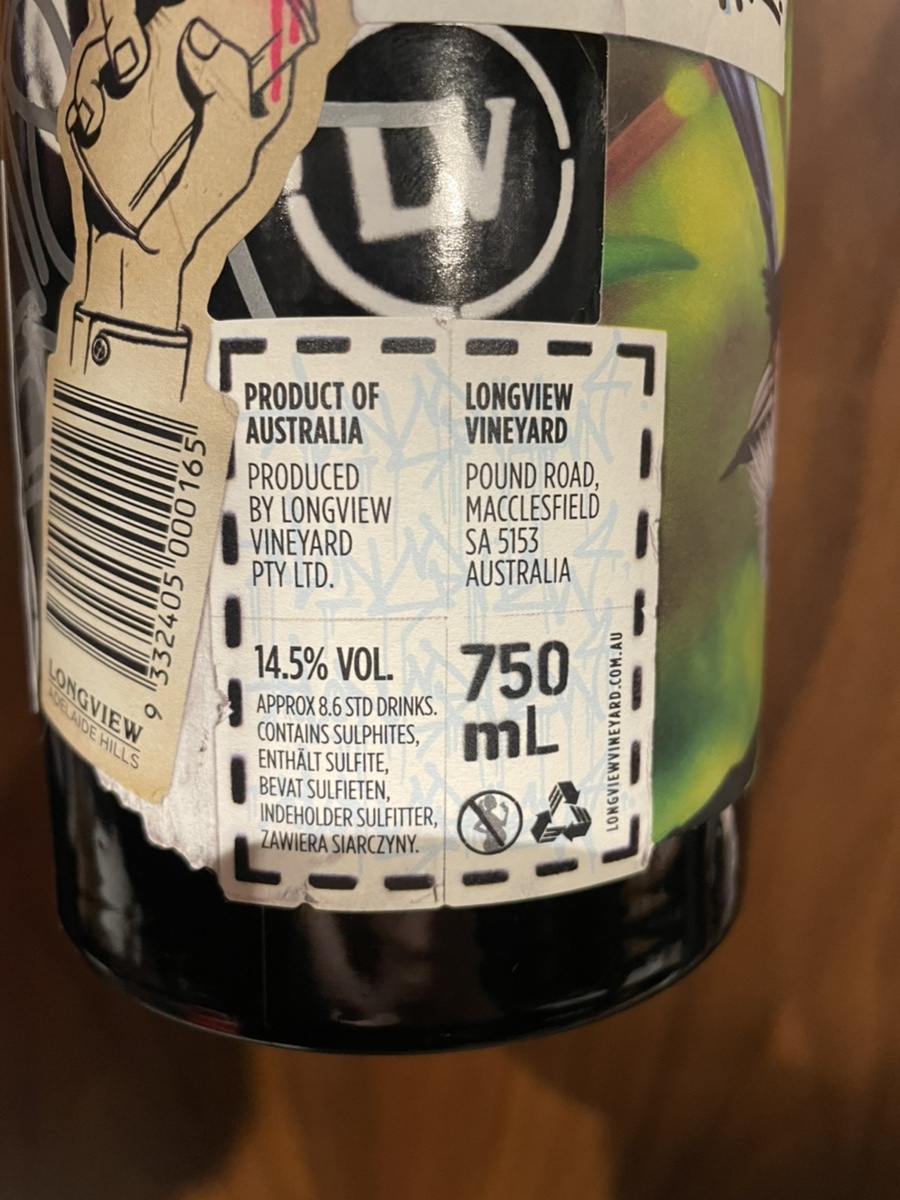 LV
PRODUCT OF
AUSTRALIA
PRODUCED
BY LONGVIEW
VINEYARD
PTY LTD.
LONGVIEW
VINEYARD
POUND ROAD,
MACCLESFIELD
SA 5153
AUSTRALIA
14.5% VOL.
APPROX 8.6 STD DRINKS.
CONTAINS SULPHITES,
ENTHÄLT SULFITE,
BEVAT SULFIETEN,
INDEHOLDER SULFITTER,
ZAWIERA SIARCZYNY.
750
mL
LONGVIEWVINEYARD.COM.AU
9 332405 000165
LONGVIEW
ADELAIDE HILLS